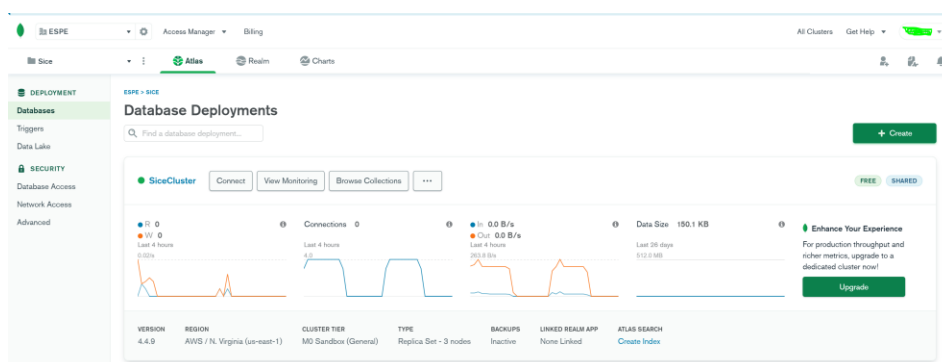 ESPE
Access Manager
Billing
All Clusters
Get Help
Sice
Atlas
Realm
Charts
DEPLOYMENT
Databases
Triggers
Data Lake
SECURITY
Database Access
Network Access
Advanced
ESPE > SICE
Database Deployments
Find a database deployment...
+ Create
SiceCluster
Connect
View Monitoring
Browse Collections
...
FREE
SHARED
R 0
W 0
Last 4 hours
0.02/s
Connections 0
Last 4 hours
4.0
In 0.0 B/s
Out 0.0 B/s
Last 4 hours
263.8 B/s
Data Size 150.1 KB
Last 26 days
512.0 MB
Enhance Your Experience
For production throughput and
richer metrics, upgrade to a
dedicated cluster now!
Upgrade
VERSION
4.4.9
REGION
AWS / N. Virginia (us-east-1)
CLUSTER TIER
M0 Sandbox (General)
TYPE
Replica Set - 3 nodes
BACKUPS
Inactive
LINKED REALM APP
None Linked
ATLAS SEARCH
Create Index